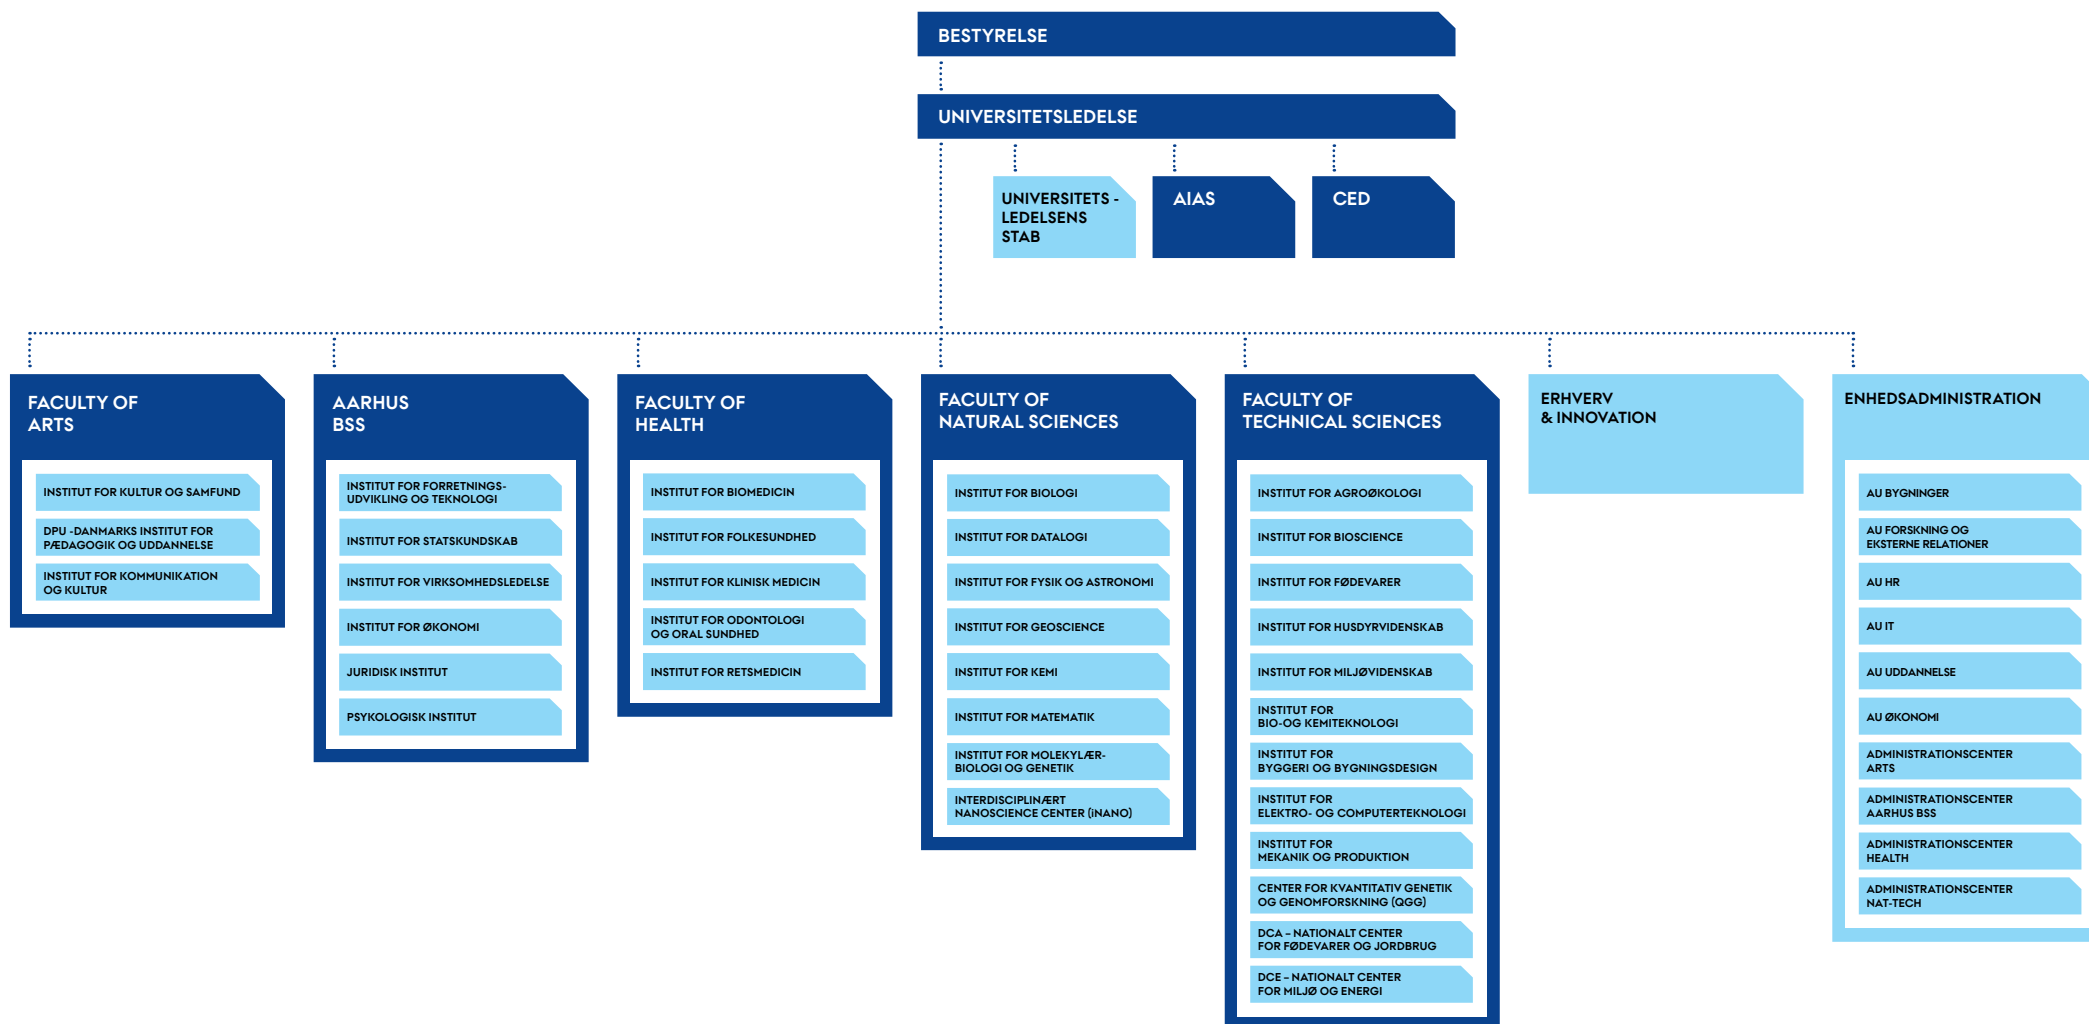 BESTYRELSE
UNIVERSITETSLEDELSE
UNIVERSITETS -
LEDELSENS
STAB
AIAS
CED
FACULTY OF
ARTS
INSTITUT FOR KULTUR OG SAMFUND
DPU -DANMARKS INSTITUT FOR
PÆDAGOGIK OG UDDANNELSE
INSTITUT FOR KOMMUNIKATION
OG KULTUR
AARHUS
BSS
INSTITUT FOR FORRETNINGS-
UDVIKLING OG TEKNOLOGI
INSTITUT FOR STATSKUNDSKAB
INSTITUT FOR VIRKSOMHEDSLEDELSE
INSTITUT FOR ØKONOMI
JURIDISK INSTITUT
PSYKOLOGISK INSTITUT
FACULTY OF
HEALTH
INSTITUT FOR BIOMEDICIN
INSTITUT FOR FOLKESUNDHED
INSTITUT FOR KLINISK MEDICIN
INSTITUT FOR ODONTOLOGI
OG ORAL SUNDHED
INSTITUT FOR RETSMEDICIN
FACULTY OF
NATURAL SCIENCES
INSTITUT FOR BIOLOGI
INSTITUT FOR DATALOGI
INSTITUT FOR FYSIK OG ASTRONOMI
INSTITUT FOR GEOSCIENCE
INSTITUT FOR KEMI
INSTITUT FOR MATEMATIK
INSTITUT FOR MOLEKYLÆR-
BIOLOGI OG GENETIK
INTERDISCIPLINÆRT
NANOSCIENCE CENTER (iNANO)
FACULTY OF
TECHNICAL SCIENCES
INSTITUT FOR AGROØKOLOGI
INSTITUT FOR BIOSCIENCE
INSTITUT FOR FØDEVARER
INSTITUT FOR HUSDYRVIDENSKAB
INSTITUT FOR MILJØVIDENSKAB
INSTITUT FOR
BIO-OG KEMITEKNOLOGI
INSTITUT FOR
BYGGERI OG BYGNINGSDESIGN
INSTITUT FOR
ELEKTRO- OG COMPUTERTEKNOLOGI
INSTITUT FOR
MEKANIK OG PRODUKTION
CENTER FOR KVANTITATIV GENETIK
OG GENOMFORSKNING (QGG)
DCA – NATIONALT CENTER
FOR FØDEVARER OG JORDBRUG
DCE – NATIONALT CENTER
FOR MILJØ OG ENERGI
ERHVERV
& INNOVATION
ENHEDSADMINISTRATION
AU BYGNINGER
AU FORSKNING OG
EKSTERNE RELATIONER
AU HR
AU IT
AU UDDANNELSE
AU ØKONOMI
ADMINISTRATIONSCENTER
ARTS
ADMINISTRATIONSCENTER
AARHUS BSS
ADMINISTRATIONSCENTER
HEALTH
ADMINISTRATIONSCENTER
NAT-TECH